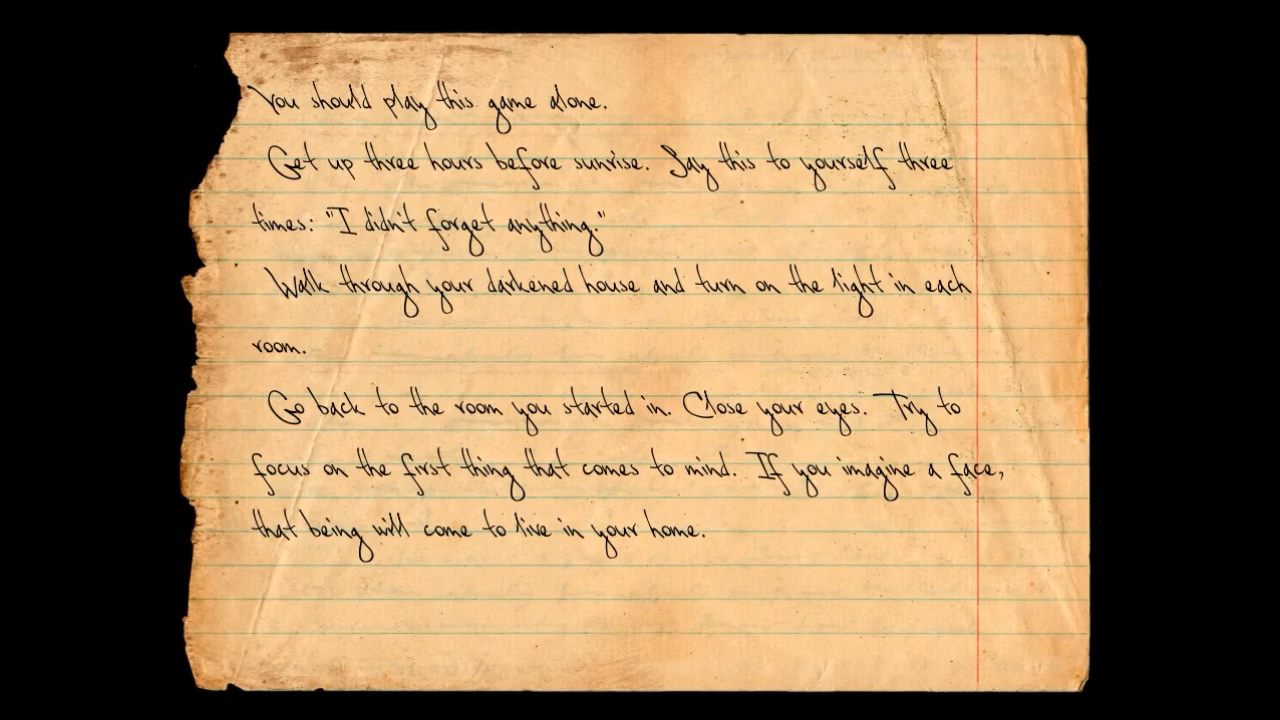 You should play this game alone.
Get up three hours before sunrise. Say this to yourself three
times: "I didn't forget anything."
Walk through your darkened house and turn on the light in each
room.
Go back to the room you started in. Close your eyes. Try to
focus on the first thing that comes to mind. If you imagine a face,
that being will come to live in your home.